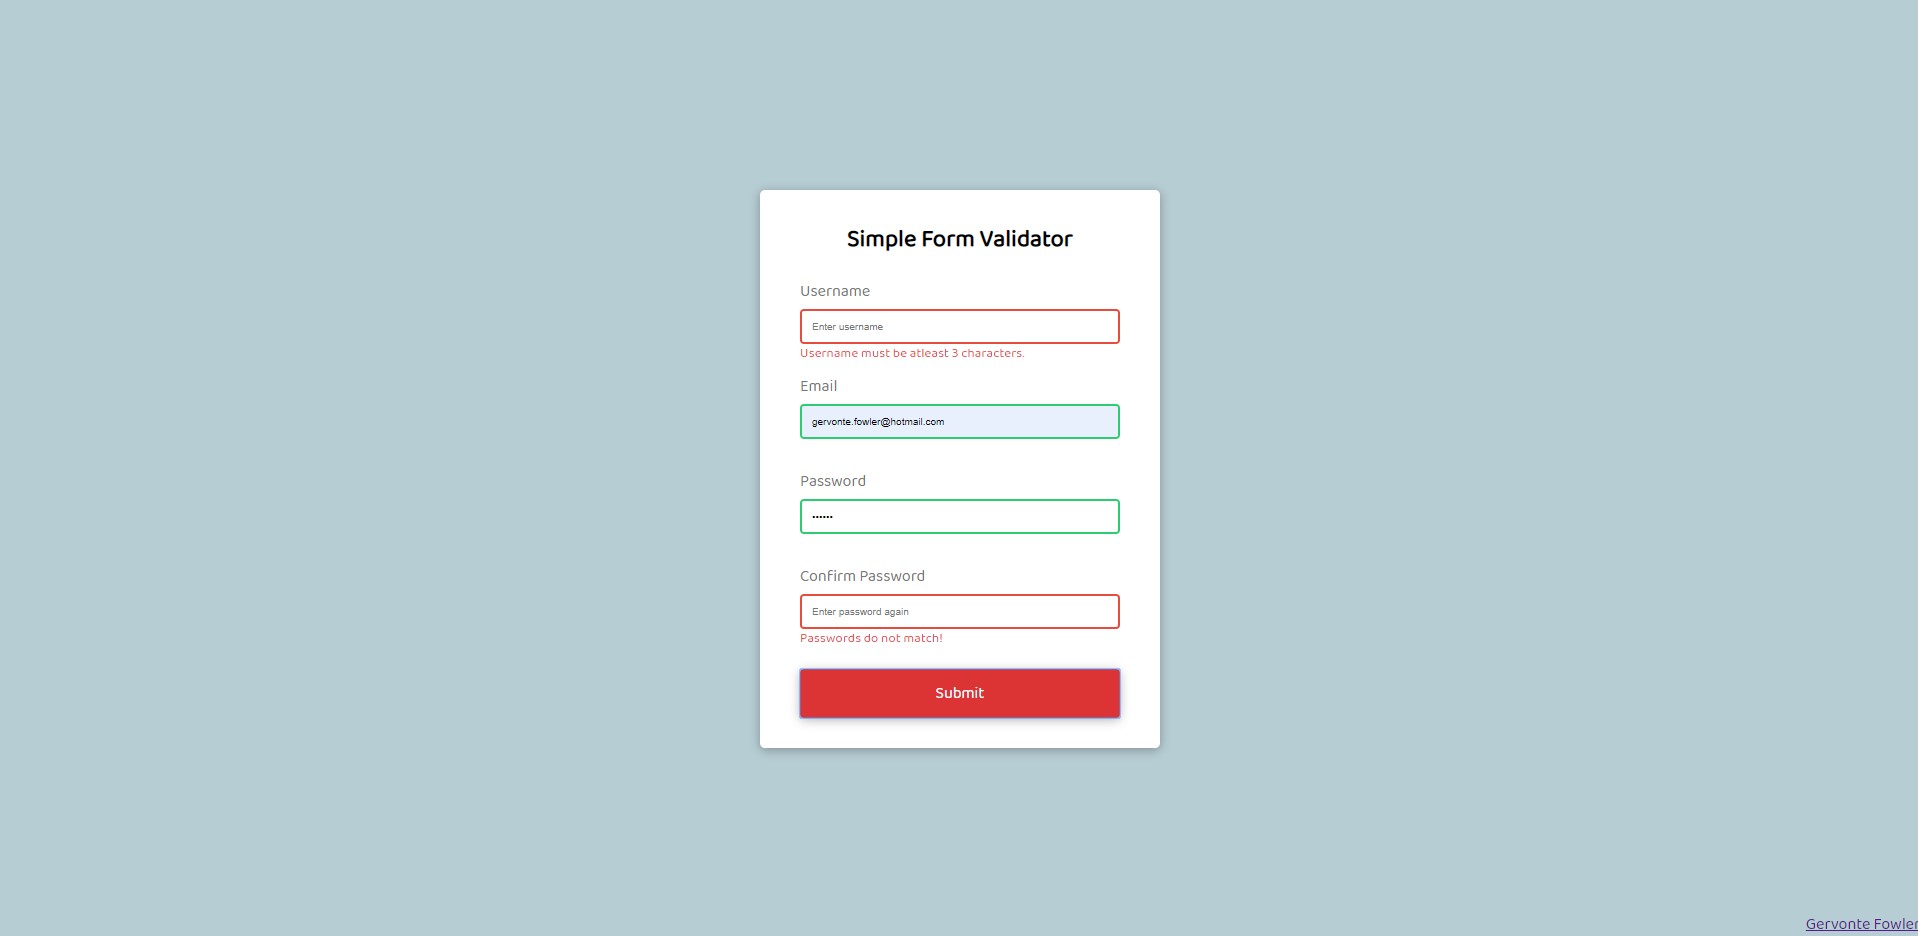 Simple Form Validator
Username
Enter username
Username must be atleast 3 characters.
Email
gervonte.fowler@hotmail.com
Password
••••••
Confirm Password
Enter password again
Passwords do not match!
Submit
Gervonte Fowler